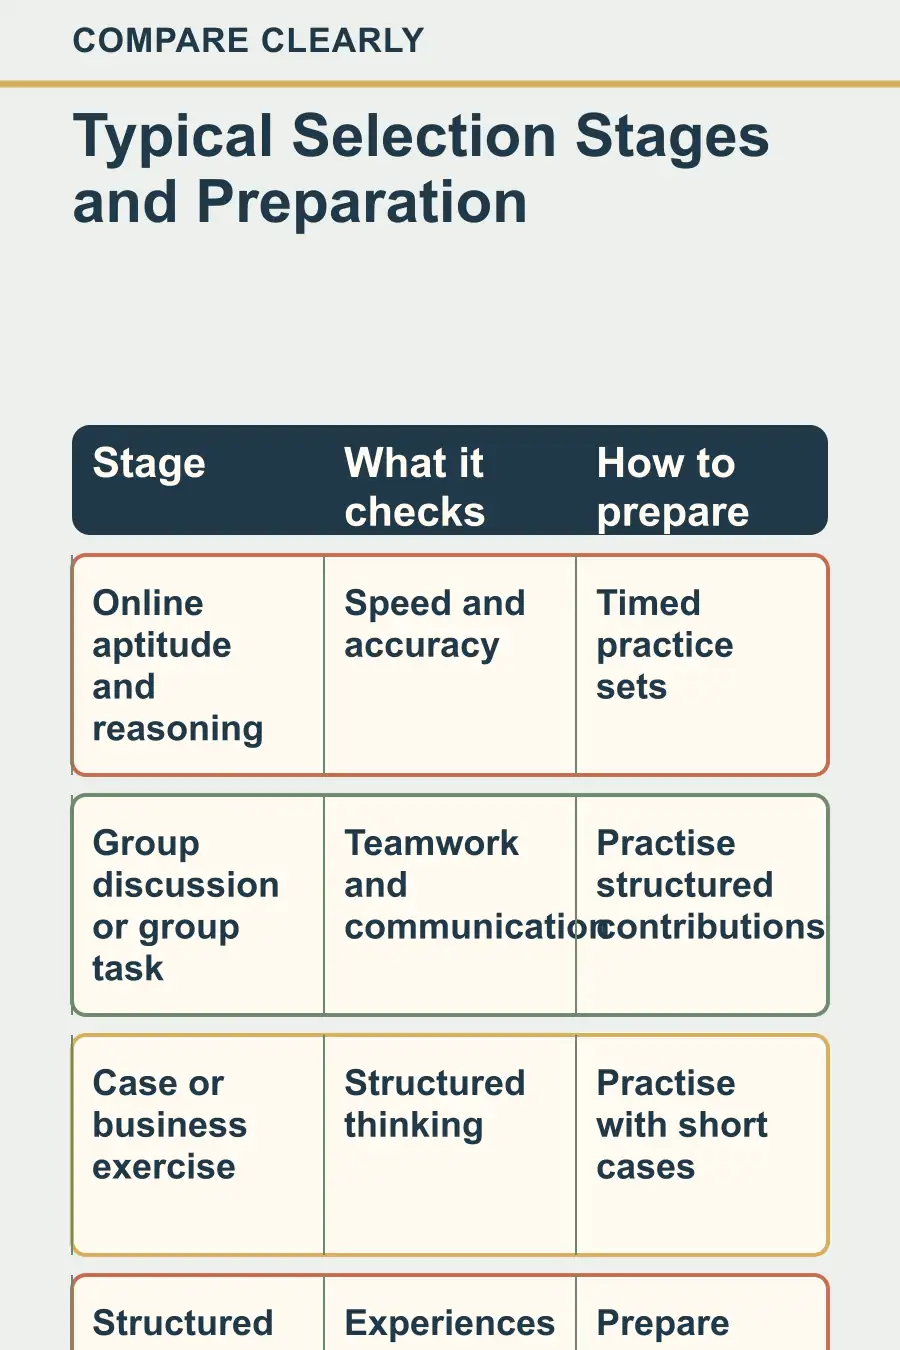 COMPARE CLEARLY
Typical Selection Stages
and Preparation
Stage
What it
checks
How to
prepare
Online
aptitude
and
reasoning
Speed and
accuracy
Timed
practice
sets
Group
discussion
or group
task
Teamwork
and
communication
Practise
structured
contributions
Case or
business
exercise
Structured
thinking
Practise
with short
cases
Structured
Experiences
Prepare